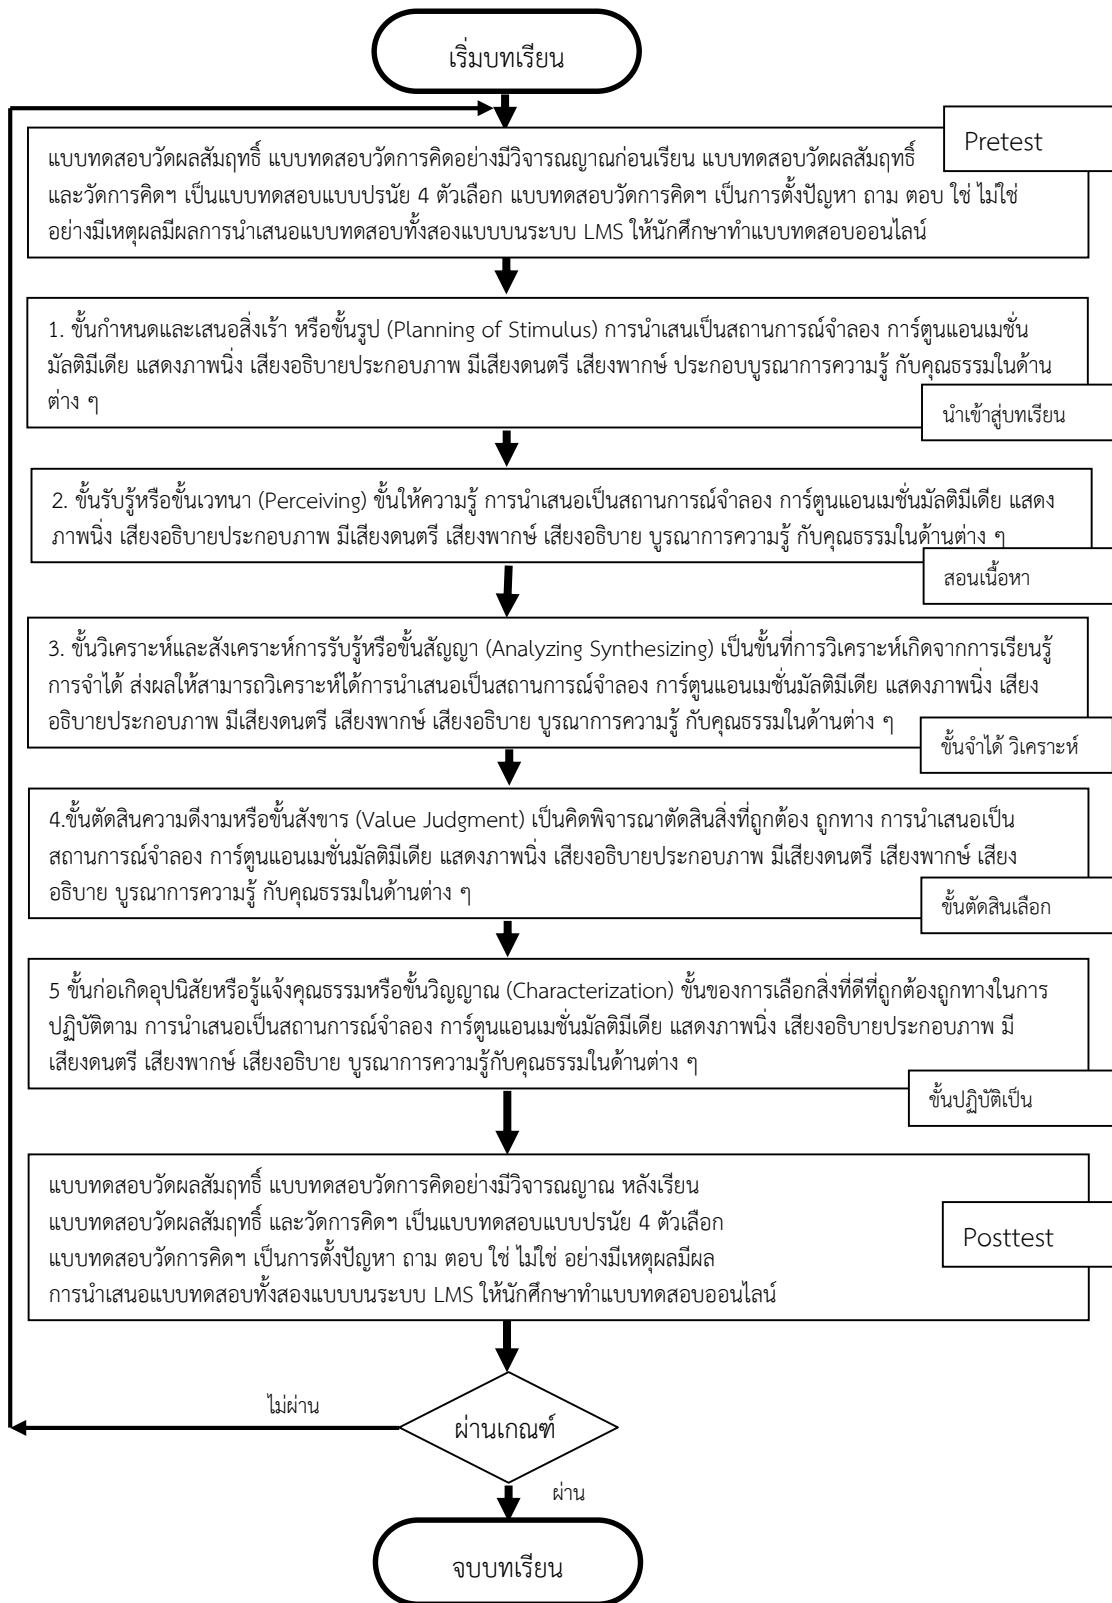 เริ่มบทเรียน
Pretest
แบบทดสอบวัดผลสัมฤทธิ์ แบบทดสอบวัดการคิดอย่างมีวิจารณญาณก่อนเรียน แบบทดสอบวัดผลสัมฤทธิ์
และวัดการคิดฯ เป็นแบบทดสอบแบบปรนัย 4 ตัวเลือก แบบทดสอบวัดการคิดฯ เป็นการตั้งปัญหา ถาม ตอบ ใช่ ไม่ใช่
อย่างมีเหตุผลมีผลการนำเสนอแบบทดสอบทั้งสองแบบบนระบบ LMS ให้นักศึกษาทำแบบทดสอบออนไลน์
1. ขั้นกำหนดและเสนอสิ่งเร้า หรือขั้นรูป (Planning of Stimulus) การนำเสนเป็นสถานการณ์จำลอง การ์ตูนแอนเมชั่น
มัลติมีเดีย แสดงภาพนิ่ง เสียงอธิบายประกอบภาพ มีเสียงดนตรี เสียงพากษ์ ประกอบบูรณาการความรู้ กับคุณธรรมในด้าน
ต่าง ๆ
นำเข้าสู่บทเรียน
2. ขั้นรับรู้หรือขั้นเวทนา (Perceiving) ขั้นให้ความรู้ การนำเสนอเป็นสถานการณ์จำลอง การ์ตูนแอนเมชั่นมัลติมีเดีย แสดง
ภาพนิ่ง เสียงอธิบายประกอบภาพ มีเสียงดนตรี เสียงพากษ์ เสียงอธิบาย บูรณาการความรู้ กับคุณธรรมในด้านต่าง ๆ
สอนเนื้อหา
3. ขั้นวิเคราะห์และสังเคราะห์การรับรู้หรือขั้นสัญญา (Analyzing Synthesizing) เป็นขั้นที่การวิเคราะห์เกิดจากการเรียนรู้
การจำได้ ส่งผลให้สามารถวิเคราะห์ได้การนำเสนอเป็นสถานการณ์จำลอง การ์ตูนแอนเมชั่นมัลติมีเดีย แสดงภาพนิ่ง เสียง
อธิบายประกอบภาพ มีเสียงดนตรี เสียงพากษ์ เสียงอธิบาย บูรณาการความรู้ กับคุณธรรมในด้านต่าง ๆ
ขั้นจำได้ วิเคราะห์
4.ขั้นตัดสินความดีงามหรือขั้นสังขาร (Value Judgment) เป็นคิดพิจารณาตัดสินสิ่งที่ถูกต้อง ถูกทาง การนำเสนอเป็น
สถานการณ์จำลอง การ์ตูนแอนเมชั่นมัลติมีเดีย แสดงภาพนิ่ง เสียงอธิบายประกอบภาพ มีเสียงดนตรี เสียงพากษ์ เสียง
อธิบาย บูรณาการความรู้ กับคุณธรรมในด้านต่าง ๆ
ขั้นตัดสินเลือก
5 ขั้นก่อเกิดอุปนิสัยหรือรู้แจ้งคุณธรรมหรือขั้นวิญญาณ (Characterization) ขั้นของการเลือกสิ่งที่ดีที่ถูกต้องถูกทางในการ
ปฏิบัติตาม การนำเสนอเป็นสถานการณ์จำลอง การ์ตูนแอนเมชั่นมัลติมีเดีย แสดงภาพนิ่ง เสียงอธิบายประกอบภาพ มี
เสียงดนตรี เสียงพากษ์ เสียงอธิบาย บูรณาการความรู้กับคุณธรรมในด้านต่าง ๆ
ขั้นปฏิบัติเป็น
แบบทดสอบวัดผลสัมฤทธิ์ แบบทดสอบวัดการคิดอย่างมีวิจารณญาณ หลังเรียน
แบบทดสอบวัดผลสัมฤทธิ์ และวัดการคิดฯ เป็นแบบทดสอบแบบปรนัย 4 ตัวเลือก
แบบทดสอบวัดการคิดฯ เป็นการตั้งปัญหา ถาม ตอบ ใช่ ไม่ใช่ อย่างมีเหตุผลมีผล
การนำเสนอแบบทดสอบทั้งสองแบบบนระบบ LMS ให้นักศึกษาทำแบบทดสอบออนไลน์
Posttest
ไม่ผ่าน
ผ่านเกณฑ์
ผ่าน
จบบทเรียน